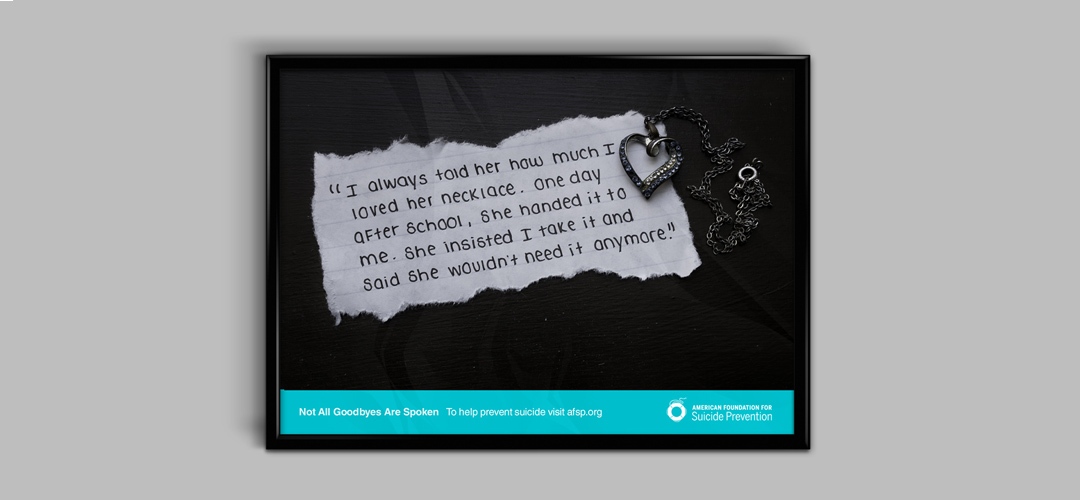 “I always told her how much I
loved her necklace. One day
after school, she handed it to
me. She insisted I take it and
said she wouldn't need it anymore.”
Not All Goodbyes Are Spoken To help prevent suicide visit afsp.org
AMERICAN FOUNDATION FOR
Suicide Prevention